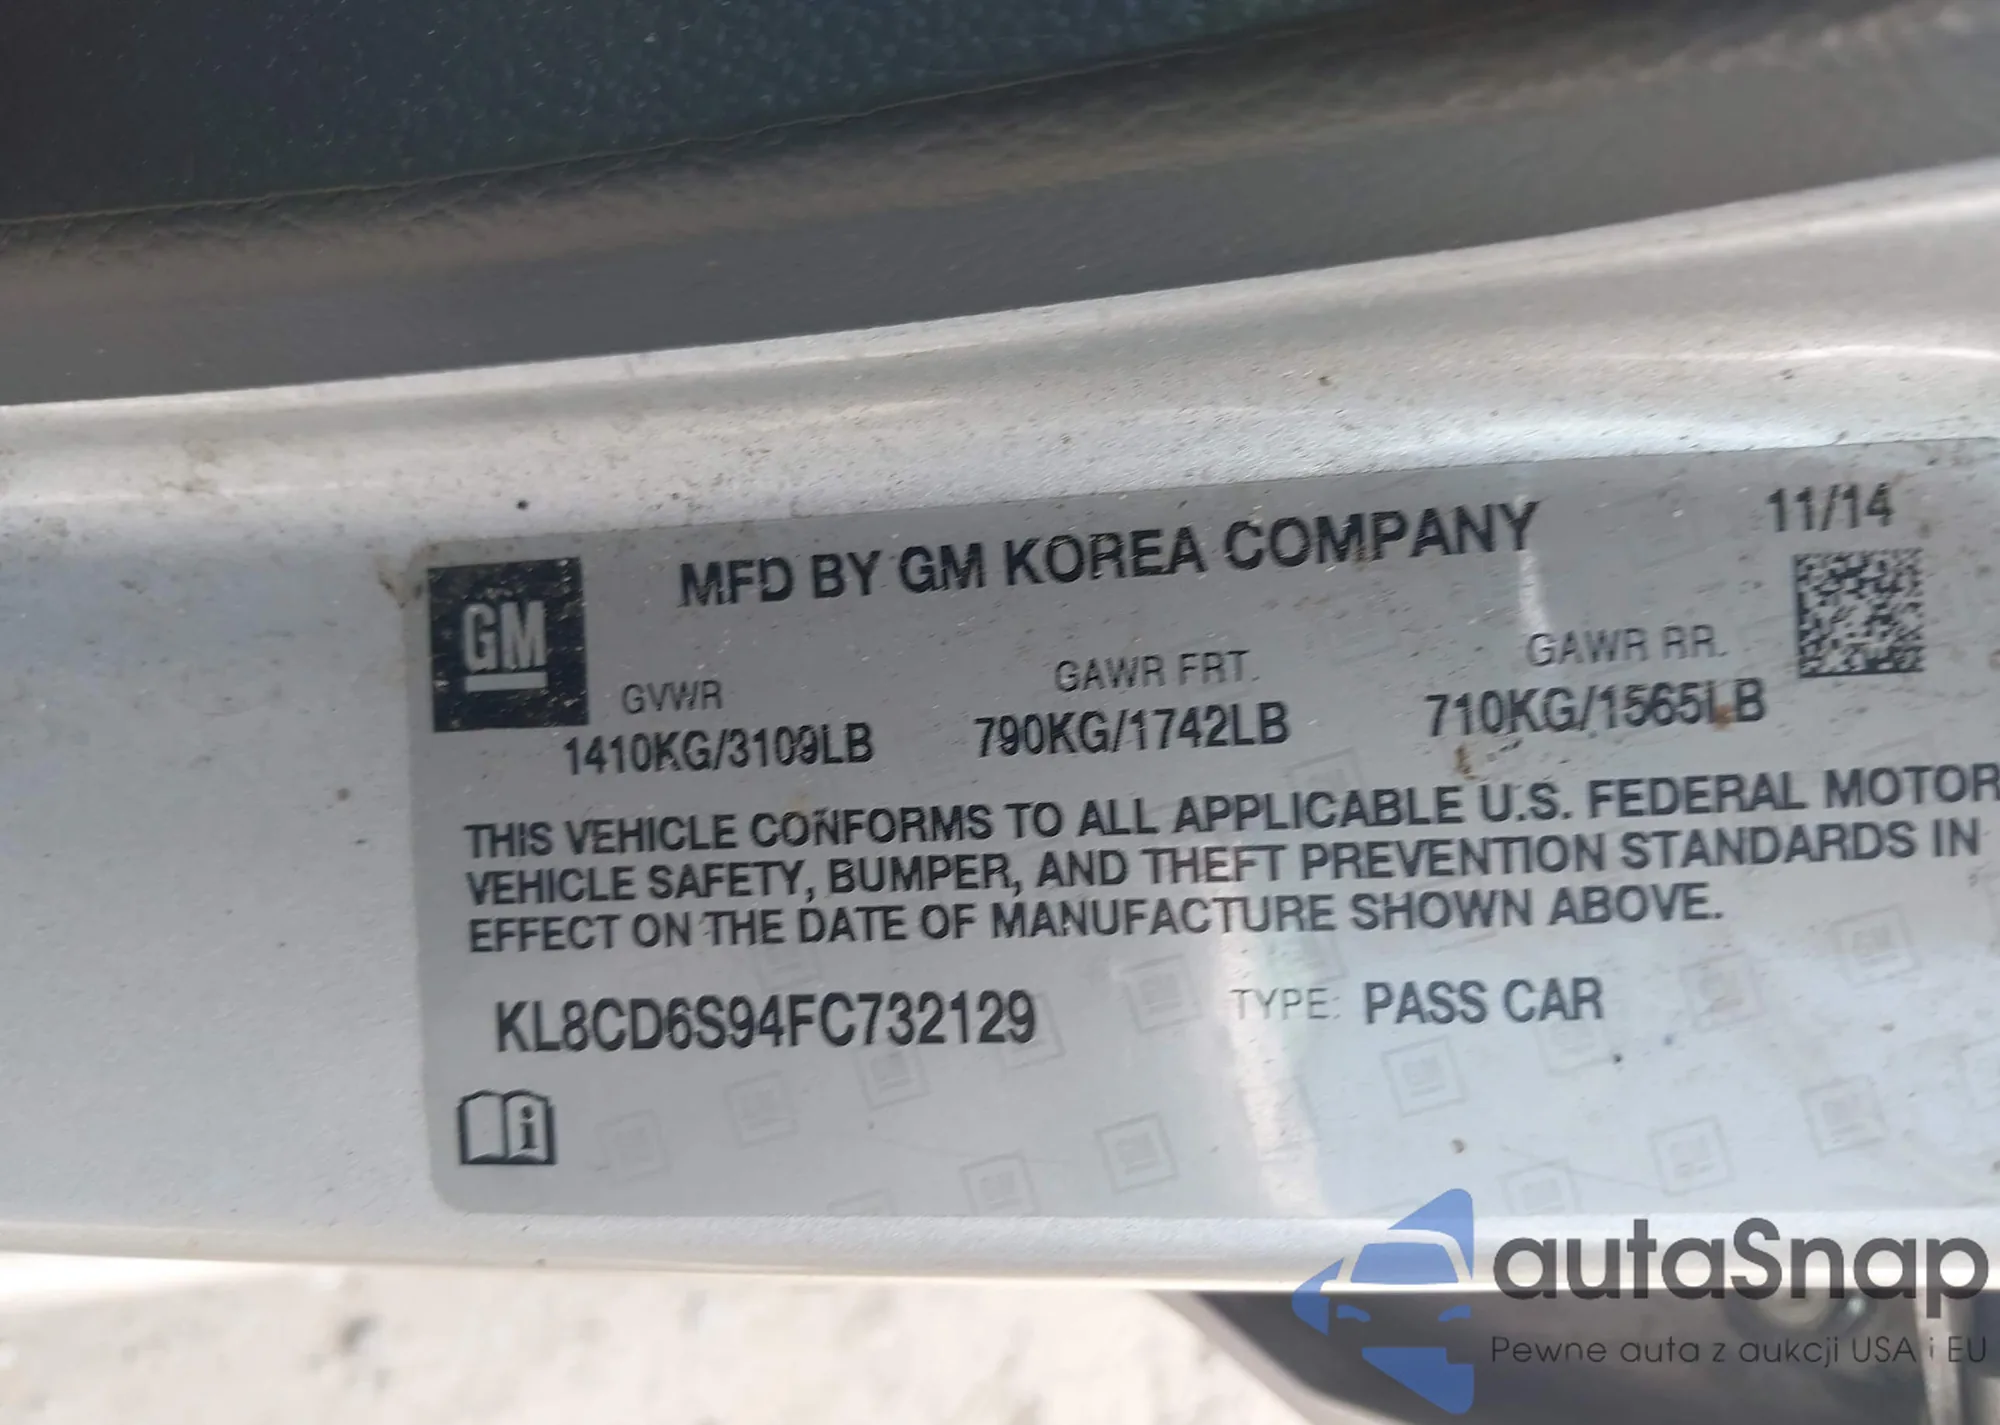 MFD BY GM KOREA COMPANY 11/14
GM
GVWR GAWR FRT. GAWR RR.
1410KG/3109LB 790KG/1742LB 710KG/1565LB
THIS VEHICLE CONFORMS TO ALL APPLICABLE U.S. FEDERAL MOTOR
VEHICLE SAFETY, BUMPER, AND THEFT PREVENTION STANDARDS IN
EFFECT ON THE DATE OF MANUFACTURE SHOWN ABOVE.
KL8CD6S94FC732129 TYPE: PASS CAR
i
autaSnap
Pewne auta z aukcji USA i EU